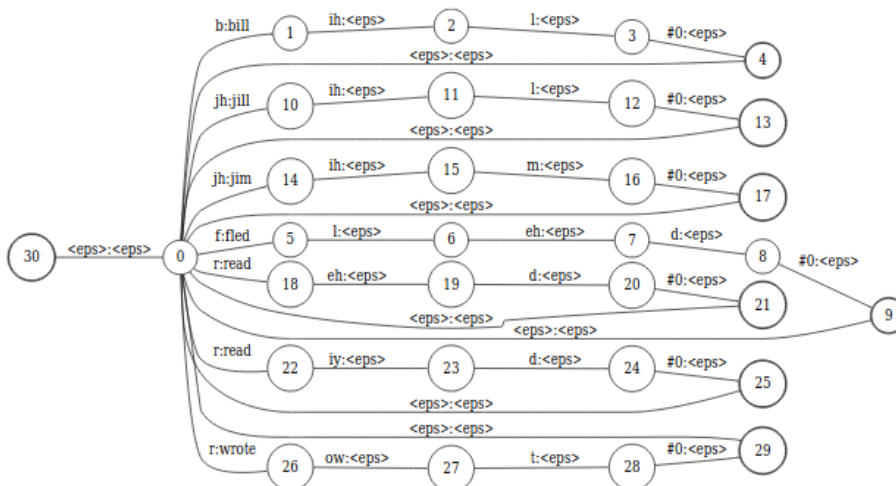 b:bill 1 ih:<eps> 2 l:<eps> 3 #0:<eps> 4
<eps>:<eps>
jh:jill 10 ih:<eps> 11 l:<eps> 12 #0:<eps> 13
<eps>:<eps>
jh:jim 14 ih:<eps> 15 m:<eps> 16 #0:<eps> 17
<eps>:<eps>
30 <eps>:<eps> 0
f:fled 5 l:<eps> 6 eh:<eps> 7 d:<eps> 8 #0:<eps> 9
r:read 18 eh:<eps> 19 d:<eps> 20 #0:<eps> 21
<eps>:<eps>
<eps>:<eps>
r:read 22 iy:<eps> 23 d:<eps> 24 #0:<eps> 25
<eps>:<eps>
<eps>:<eps>
r:wrote 26 ow:<eps> 27 t:<eps> 28 #0:<eps> 29